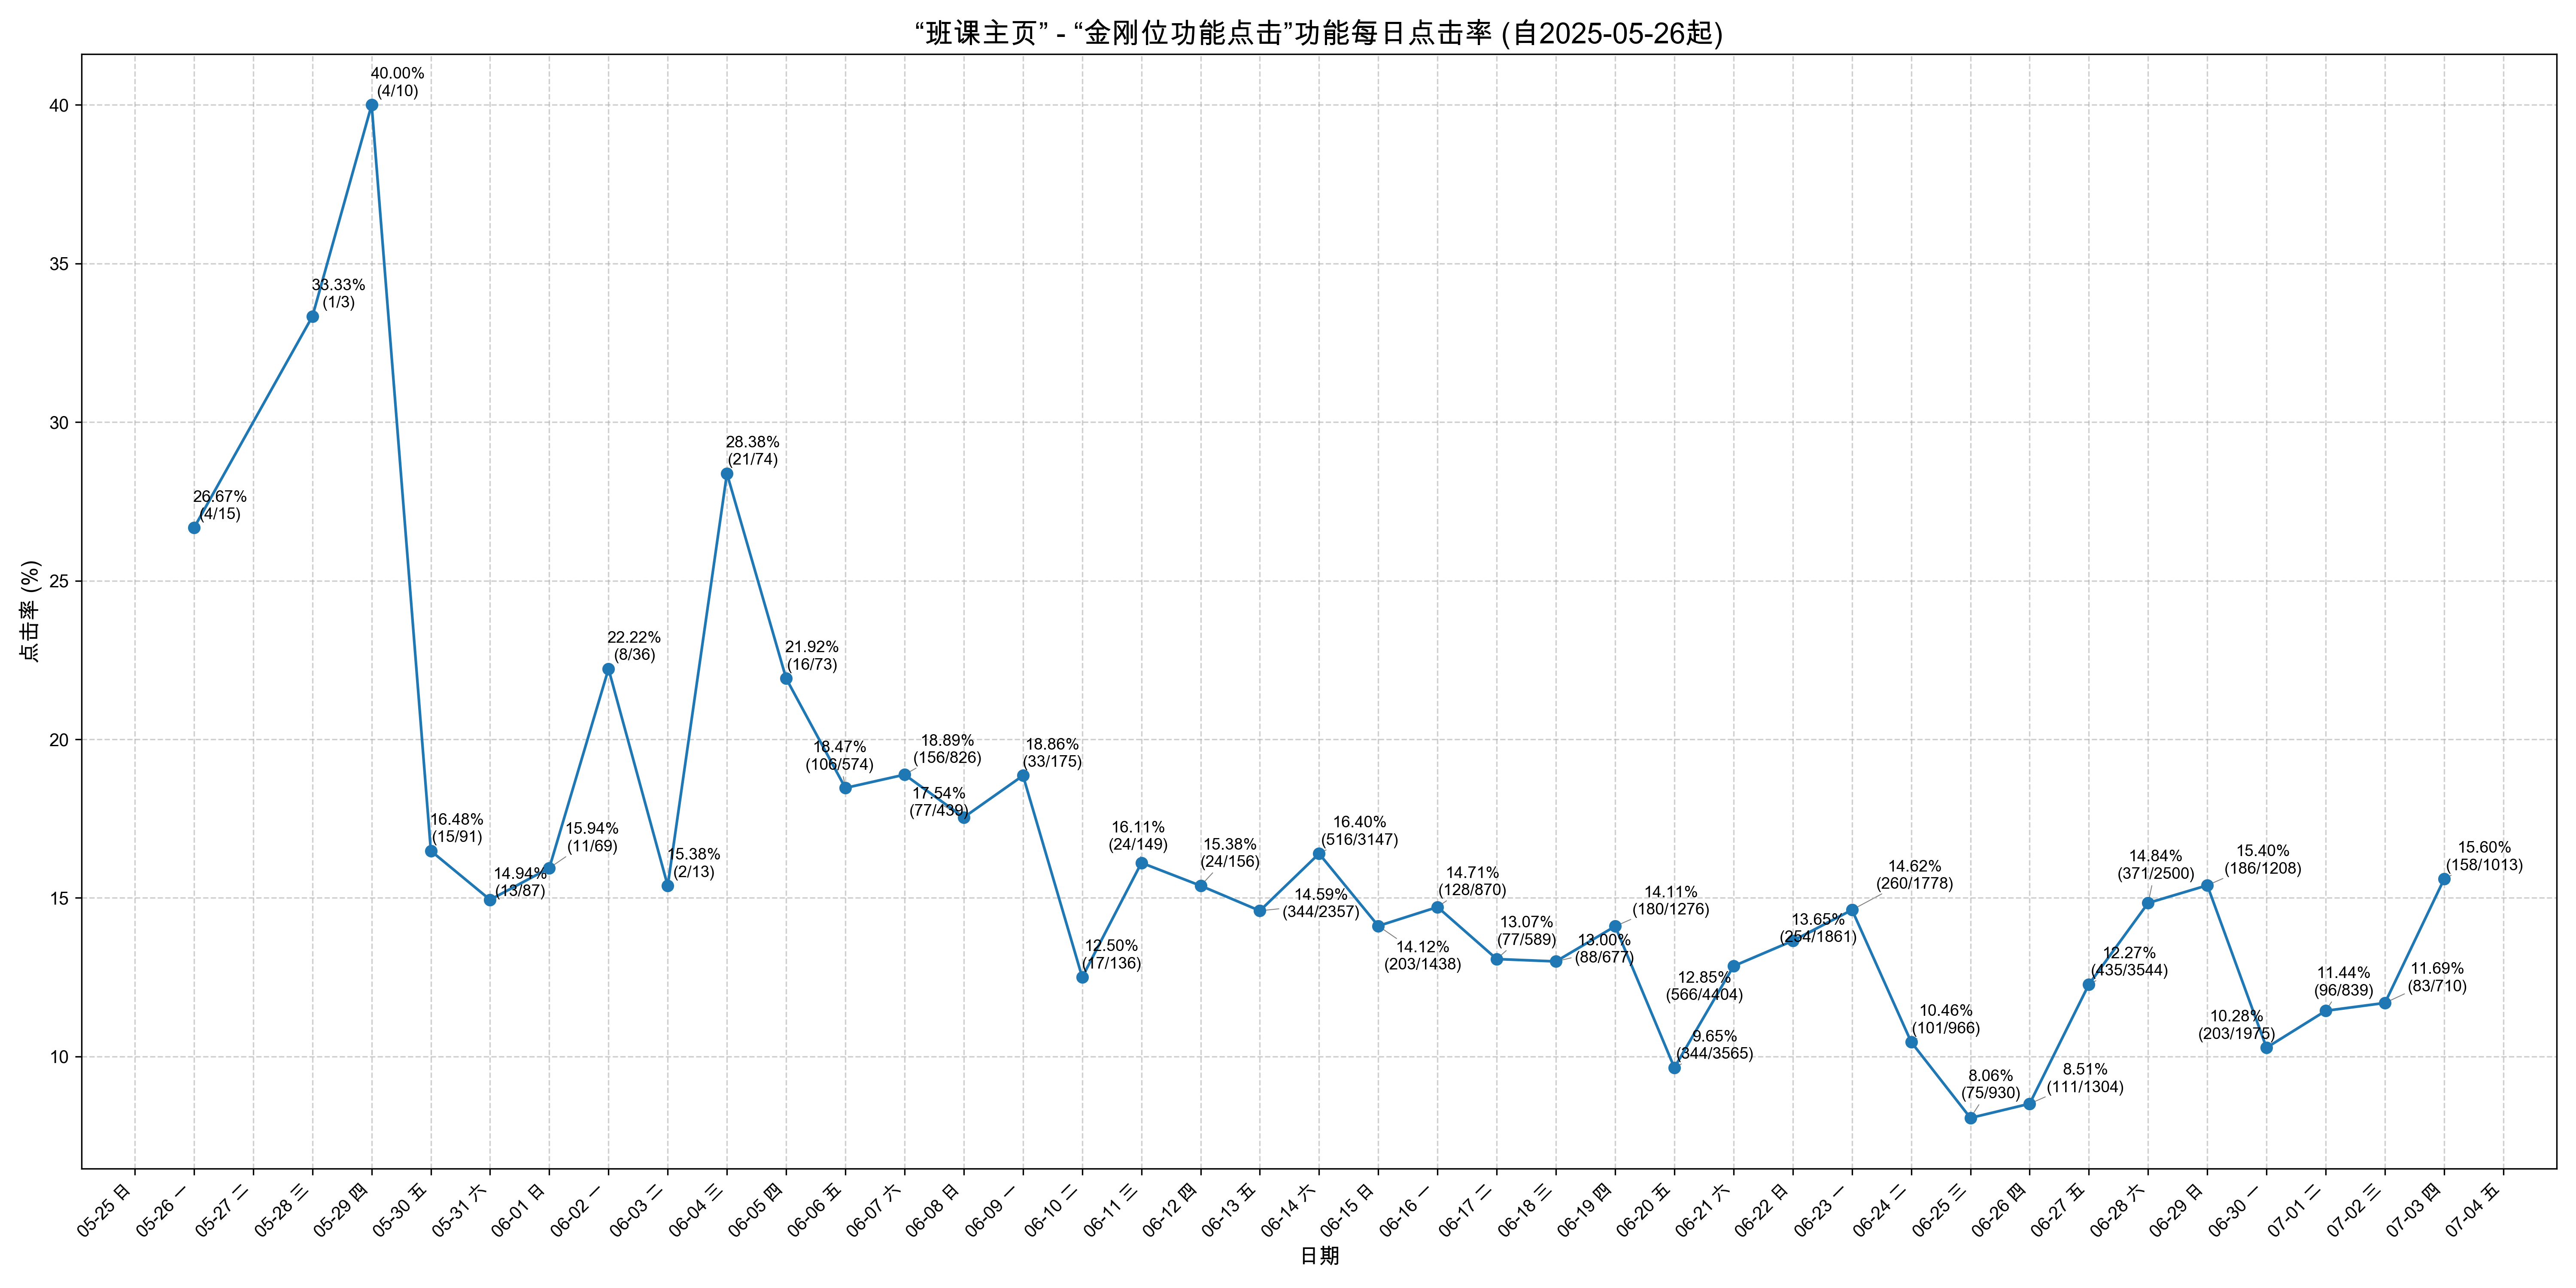 “班课主页” - “金刚位功能点击”功能每日点击率 (自2025-05-26起)
点击率 (%)
40
35
30
25
20
15
10
26.67%
(4/15)
33.33%
(1/3)
40.00%
(4/10)
16.48%
(15/91)
14.94%
(13/87)
15.94%
(11/69)
22.22%
(8/36)
15.38%
(2/13)
28.38%
(21/74)
21.92%
(16/73)
18.47%
(106/574)
18.89%
(156/826)
17.54%
(77/439)
18.86%
(33/175)
12.50%
(17/136)
16.11%
(24/149)
15.38%
(24/156)
14.59%
(344/2357)
16.40%
(516/3147)
14.12%
(203/1438)
14.71%
(128/870)
13.07%
(77/589)
13.00%
(88/677)
14.11%
(180/1276)
9.65%
(344/3565)
12.85%
(566/4404)
13.65%
(254/1861)
14.62%
(260/1778)
10.46%
(101/966)
8.06%
(75/930)
8.51%
(111/1304)
12.27%
(435/3544)
14.84%
(371/2500)
15.40%
(186/1208)
10.28%
(203/1975)
11.44%
(96/839)
11.69%
(83/710)
15.60%
(158/1013)
05-25 日
05-26 一
05-27 二
05-28 三
05-29 四
05-30 五
05-31 六
06-01 日
06-02 一
06-03 二
06-04 三
06-05 四
06-06 五
06-07 六
06-08 日
06-09 一
06-10 二
06-11 三
06-12 四
06-13 五
06-14 六
06-15 日
06-16 一
06-17 二
06-18 三
06-19 四
06-20 五
06-21 六
06-22 日
06-23 一
06-24 二
06-25 三
06-26 四
06-27 五
06-28 六
06-29 日
06-30 一
07-01 二
07-02 三
07-03 四
07-04 五
日期